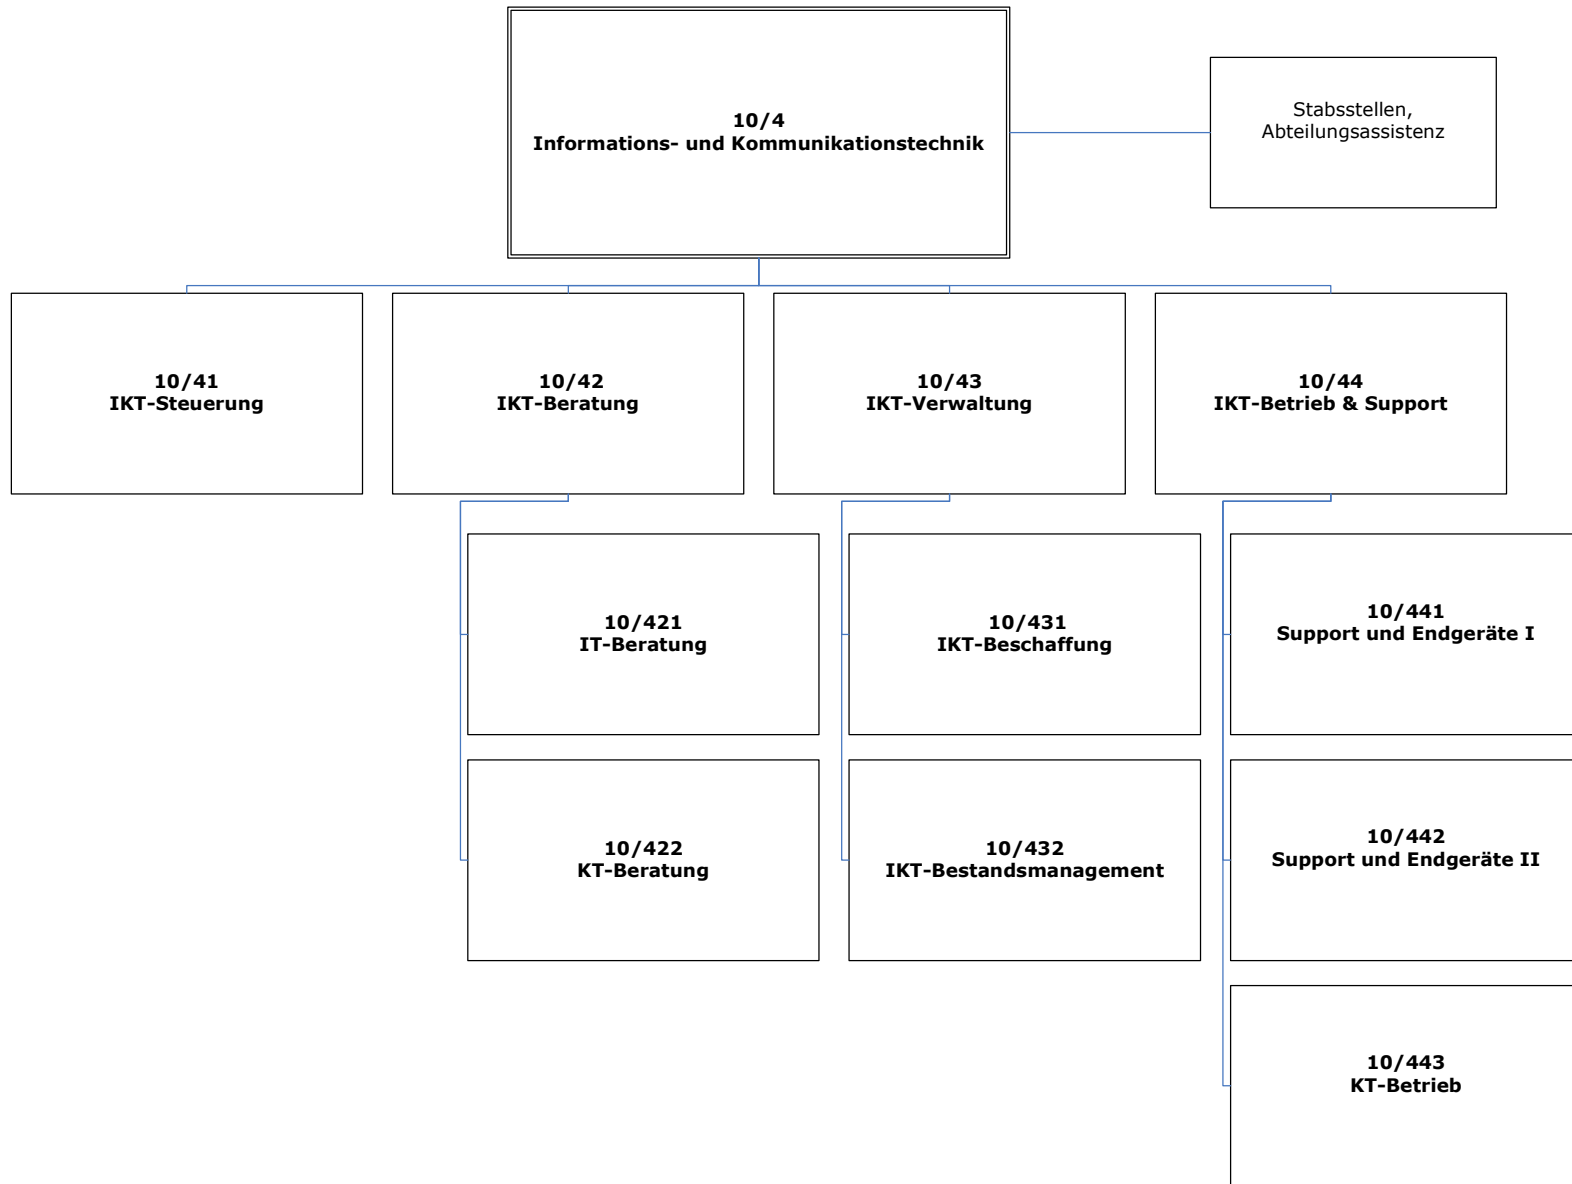 10/4
Informations- und Kommunikationstechnik
Stabsstellen,
Abteilungsassistenz
10/41
IKT-Steuerung
10/42
IKT-Beratung
10/43
IKT-Verwaltung
10/44
IKT-Betrieb & Support
10/421
IT-Beratung
10/431
IKT-Beschaffung
10/441
Support und Endgeräte I
10/422
KT-Beratung
10/432
IKT-Bestandsmanagement
10/442
Support und Endgeräte II
10/443
KT-Betrieb